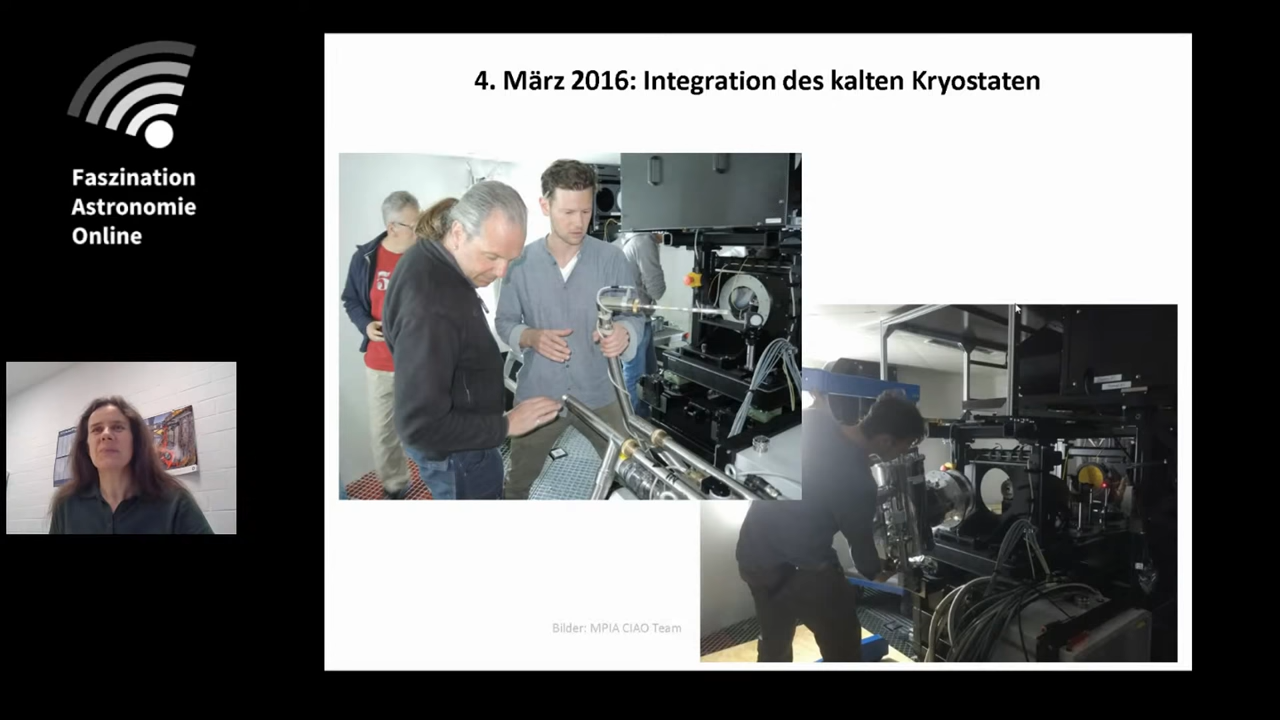 Faszination
Astronomie
Online
4. März 2016: Integration des kalten Kryostaten
Bilder: MPIA CIAO Team